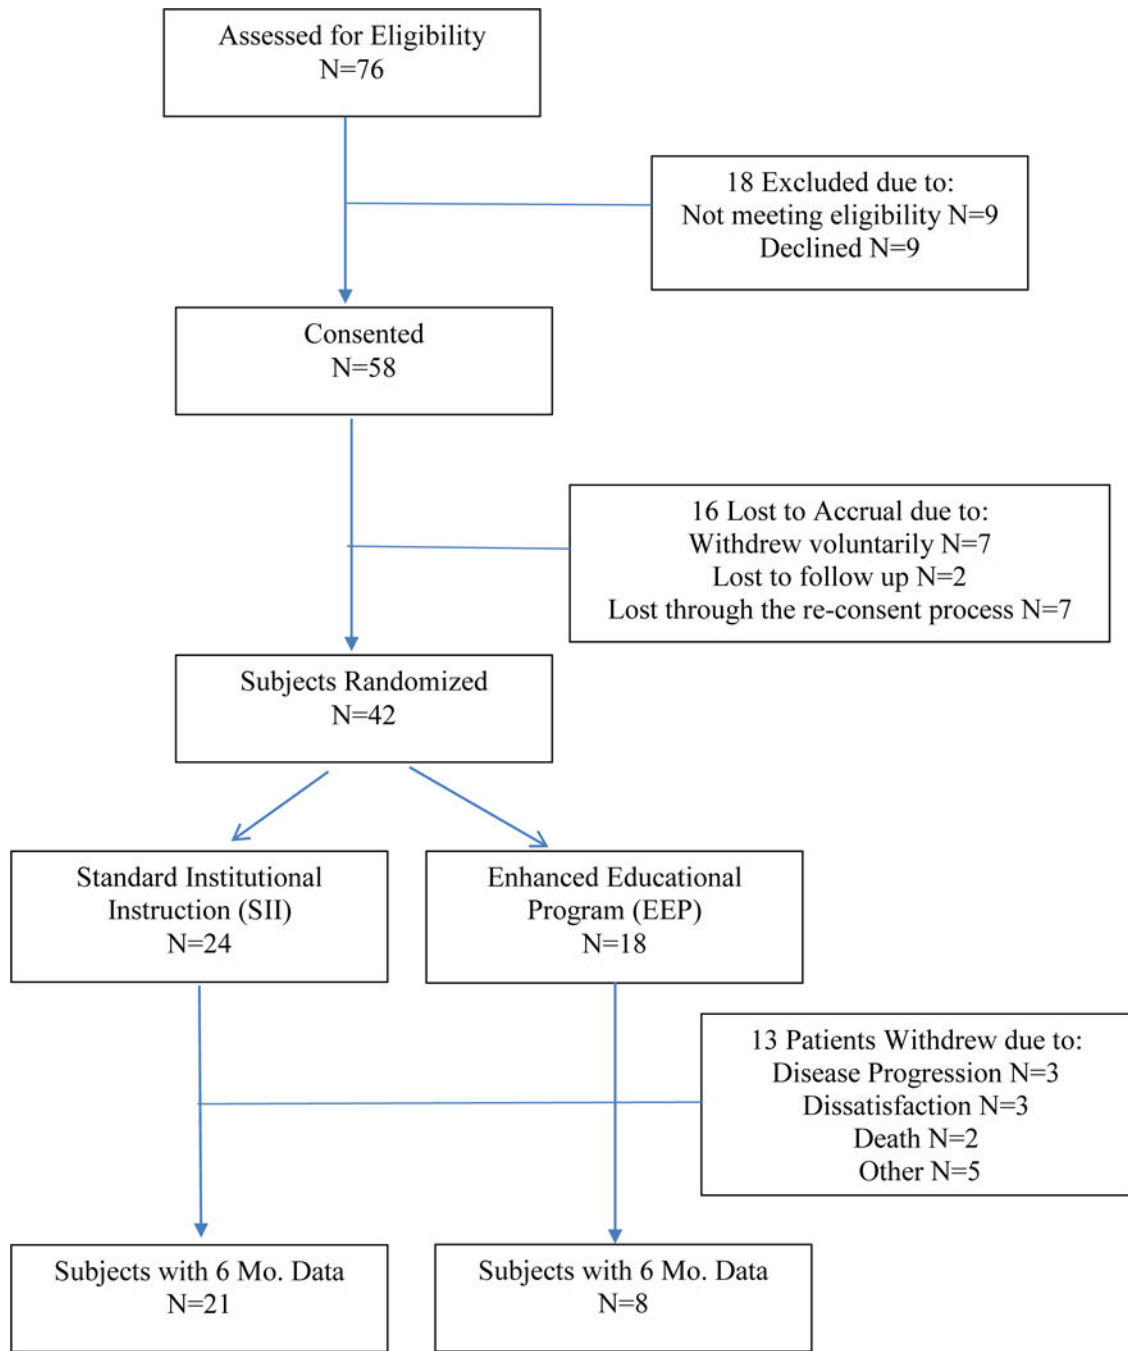 Assessed for Eligibility
N=76
18 Excluded due to:
Not meeting eligibility N=9
Declined N=9
Consented
N=58
16 Lost to Accrual due to:
Withdrew voluntarily N=7
Lost to follow up N=2
Lost through the re-consent process N=7
Subjects Randomized
N=42
Standard Institutional
Instruction (SII)
N=24
Enhanced Educational
Program (EEP)
N=18
13 Patients Withdrew due to:
Disease Progression N=3
Dissatisfaction N=3
Death N=2
Other N=5
Subjects with 6 Mo. Data
N=21
Subjects with 6 Mo. Data
N=8